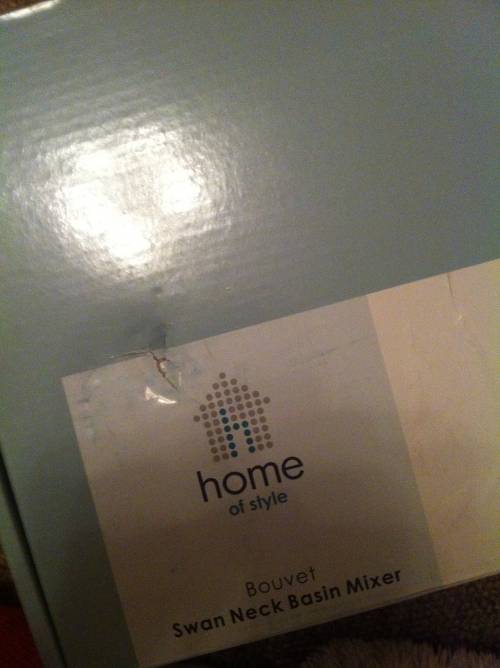 h
home
of style
Bouvet
Swan Neck Basin Mixer